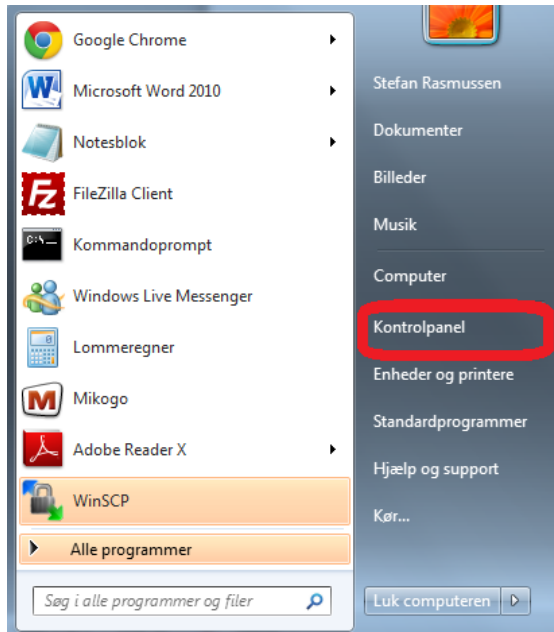 Google Chrome
Microsoft Word 2010
Notesblok
FileZilla Client
C:\_
Kommandoprompt
Windows Live Messenger
Lommeregner
Mikogo
Adobe Reader X
WinSCP
Alle programmer
Søg i alle programmer og filer
Stefan Rasmussen
Dokumenter
Billeder
Musik
Computer
Kontrolpanel
Enheder og printere
Standardprogrammer
Hjælp og support
Kør...
Luk computeren